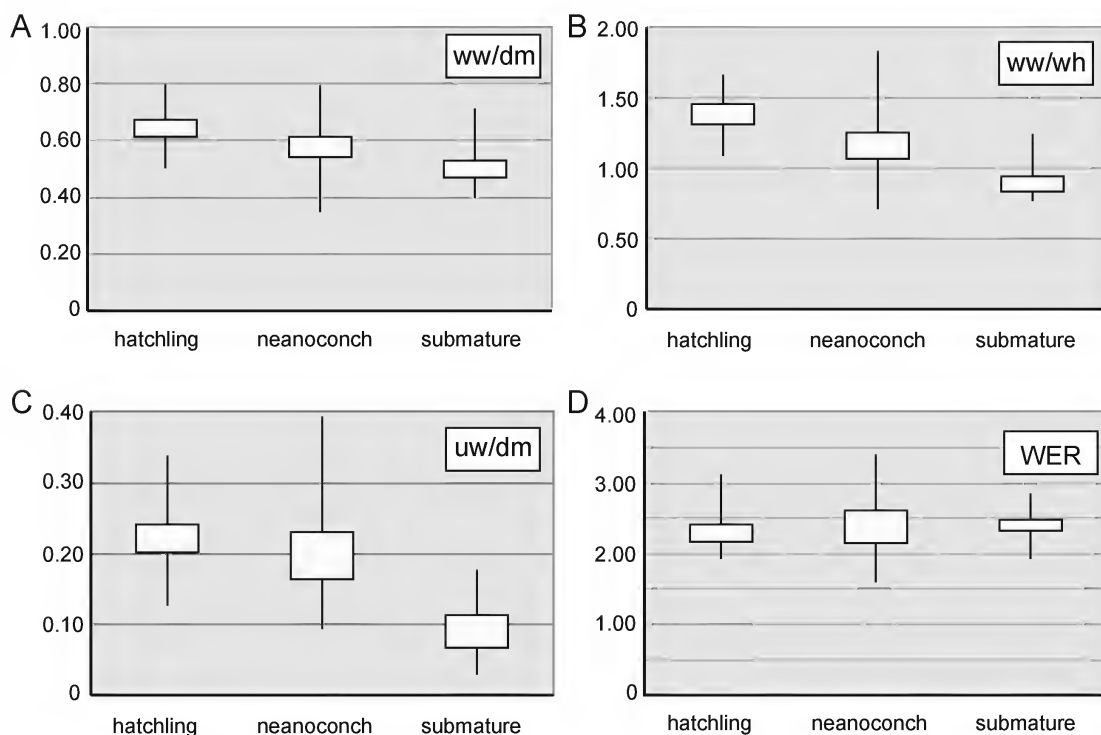 A
1.00
0.80
0.60
0.40
0.20
0
ww/dm
hatchling neanoconch submature
B
2.00
1.50
1.00
0.50
0
ww/wh
hatchling neanoconch submature
C
0.40
0.30
0.20
0.10
0
uw/dm
hatchling neanoconch submature
D
4.00
3.00
2.00
1.00
0
WER
hatchling neanoconch submature